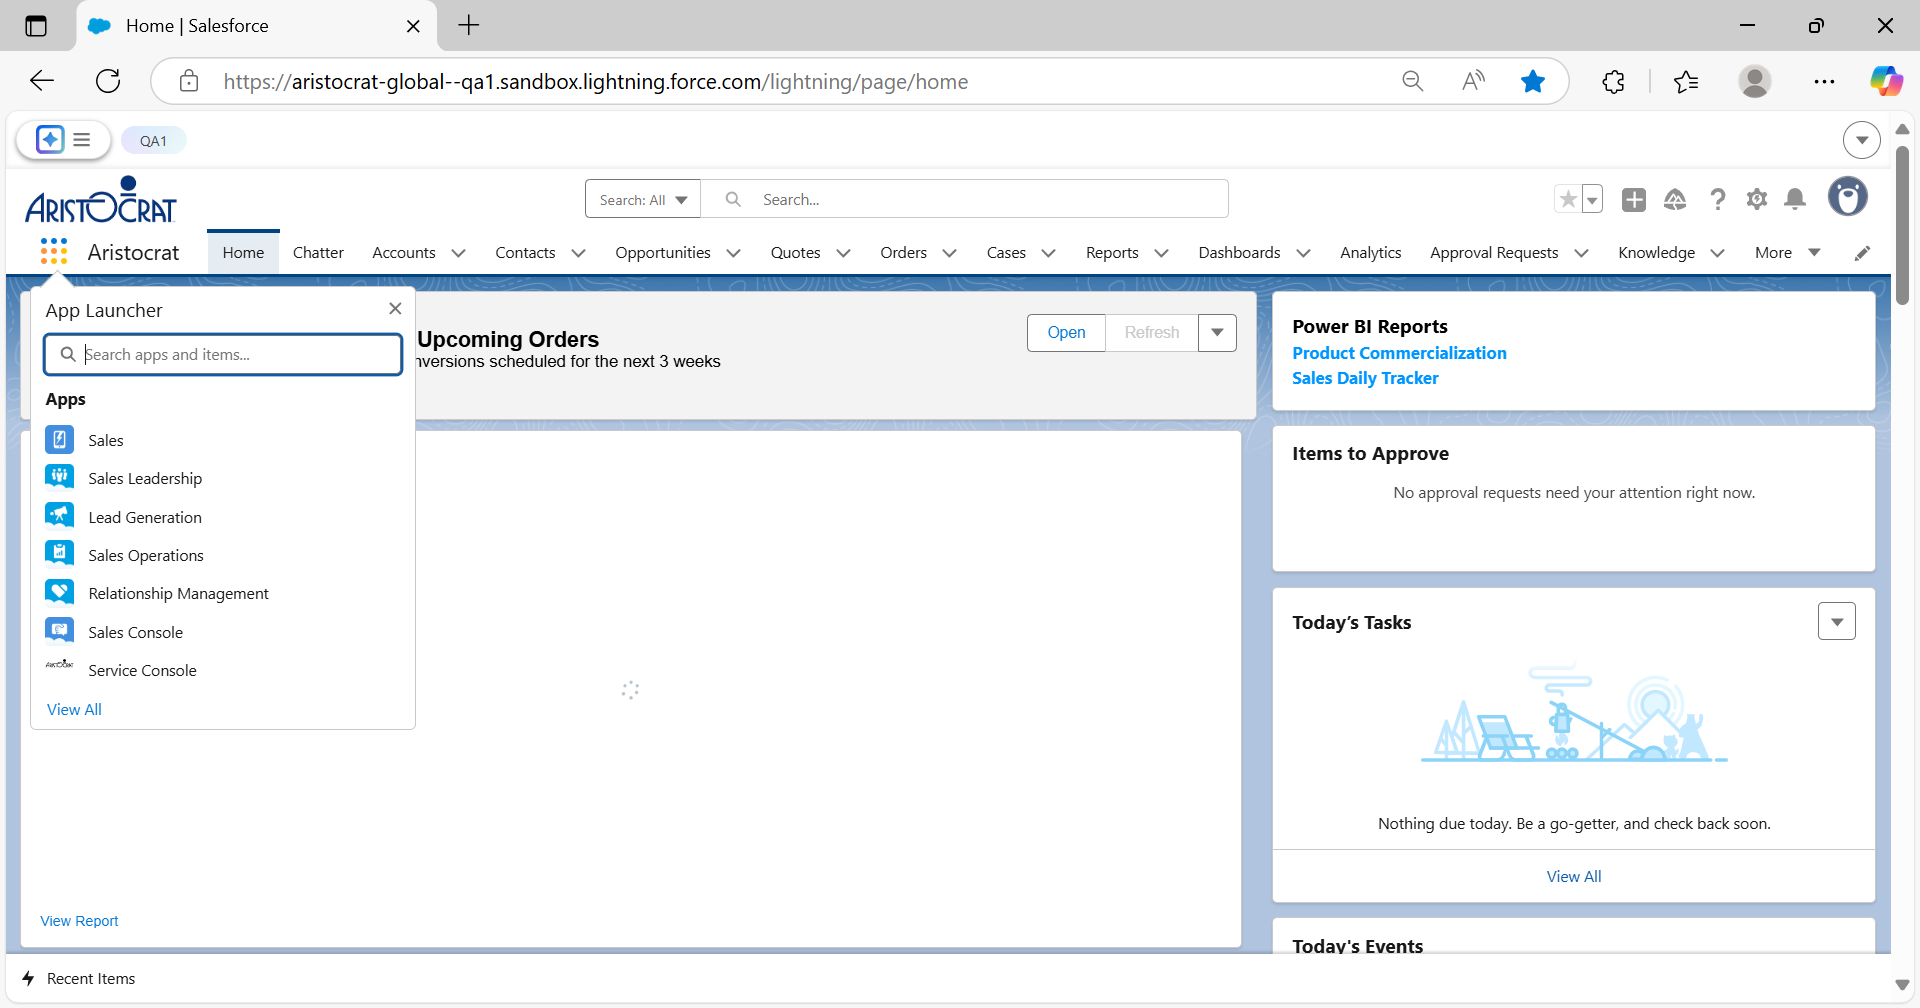 Home | Salesforce
https://aristocrat-global--qa1.sandbox.lightning.force.com/lightning/page/home
QA1
ARISTOCRAT
Search: All
Search...
Aristocrat
Home
Chatter
Accounts
Contacts
Opportunities
Quotes
Orders
Cases
Reports
Dashboards
Analytics
Approval Requests
Knowledge
More
App Launcher
Search apps and items...
Apps
Sales
Sales Leadership
Lead Generation
Sales Operations
Relationship Management
Sales Console
ARISTOCRAT
Service Console
View All
Upcoming Orders
nversions scheduled for the next 3 weeks
Open
Refresh
View Report
Power BI Reports
Product Commercialization
Sales Daily Tracker
Items to Approve
No approval requests need your attention right now.
Today’s Tasks
Nothing due today. Be a go-getter, and check back soon.
View All
Today's Events
Recent Items